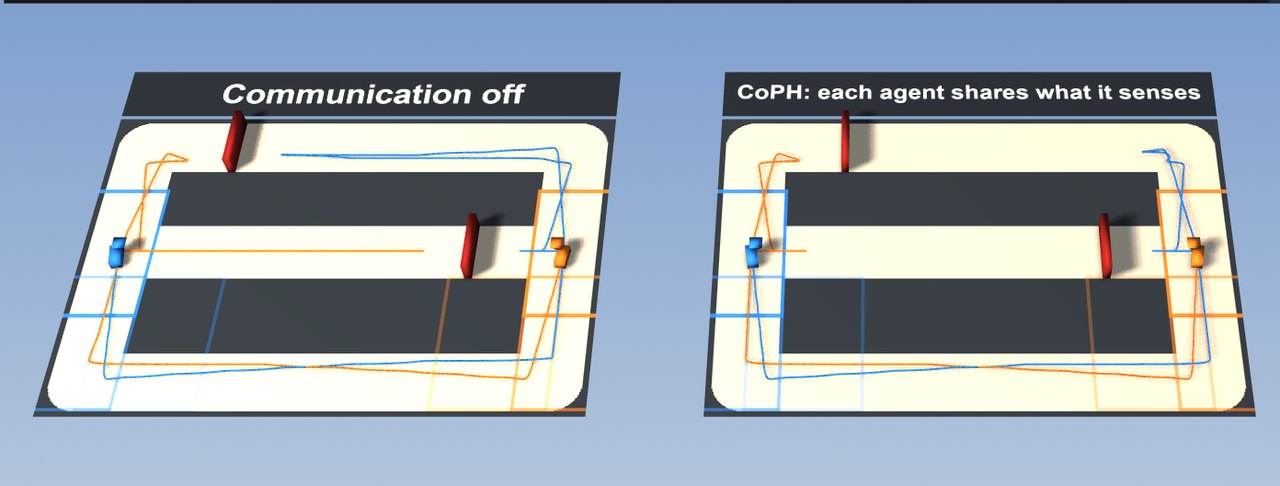 Communication off
CoPH: each agent shares what it senses